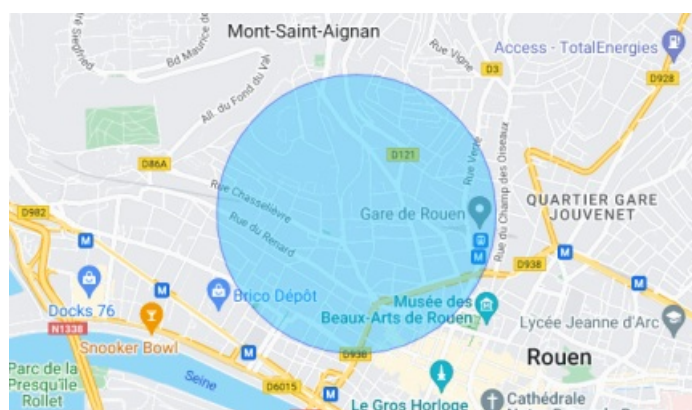 Mont-Saint-Aignan
Bd Maurice de
Rue Vigne
Access - TotalEnergies
D3
D928
All. du Fond du Val
D121
D86A
Rue Verte
Rue du Champ des Oiseaux
Rue Chasselièvre
Rue du Renard
Gare de Rouen
QUARTIER GARE
JOUVENET
D982
M
M
M
M
D938
M
M
Docks 76
Brico Dépôt
Musée des
Beaux-Arts de Rouen
Lycée Jeanne d'Arc
N1338
Snooker Bowl
D938
M
Rouen
Parc de la
Presqu'île
Rollet
Seine
D6015
M
Le Gros Horloge
Cathédrale